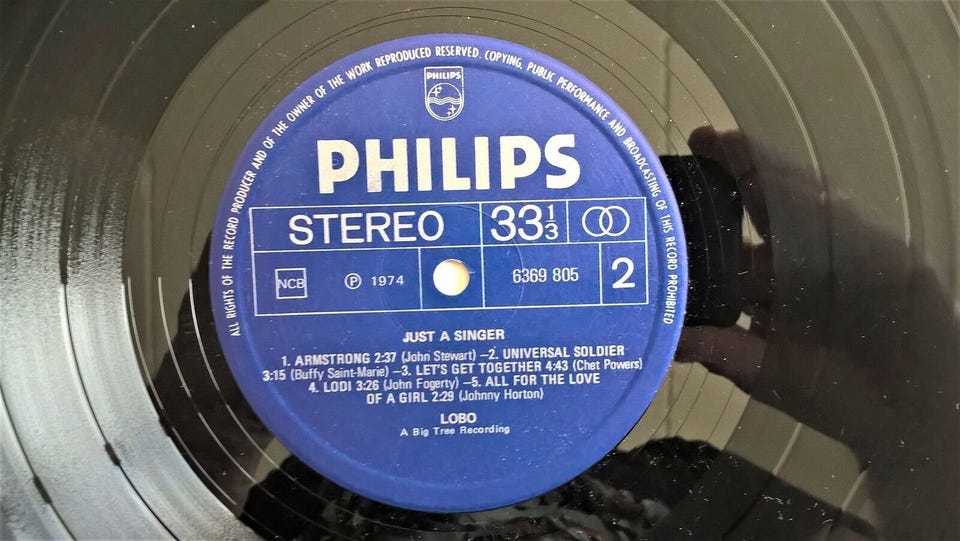 ALL RIGHTS OF THE RECORD PRODUCER AND OF THE OWNER OF THE WORK REPRODUCED RESERVED. COPYING, PUBLIC PERFORMANCE AND BROADCASTING OF THIS RECORD PROHIBITED
PHILIPS
PHILIPS
STEREO 33 1/3
NCB ℗ 1974 6369 805 2
JUST A SINGER
1. ARMSTRONG 2:37 (John Stewart) —2. UNIVERSAL SOLDIER
3:15 (Buffy Saint-Marie) —3. LET'S GET TOGETHER 4:43 (Chet Powers)
4. LODI 3:26 (John Fogerty) —5. ALL FOR THE LOVE
OF A GIRL 2:29 (Johnny Horton)
LOBO
A Big Tree Recording